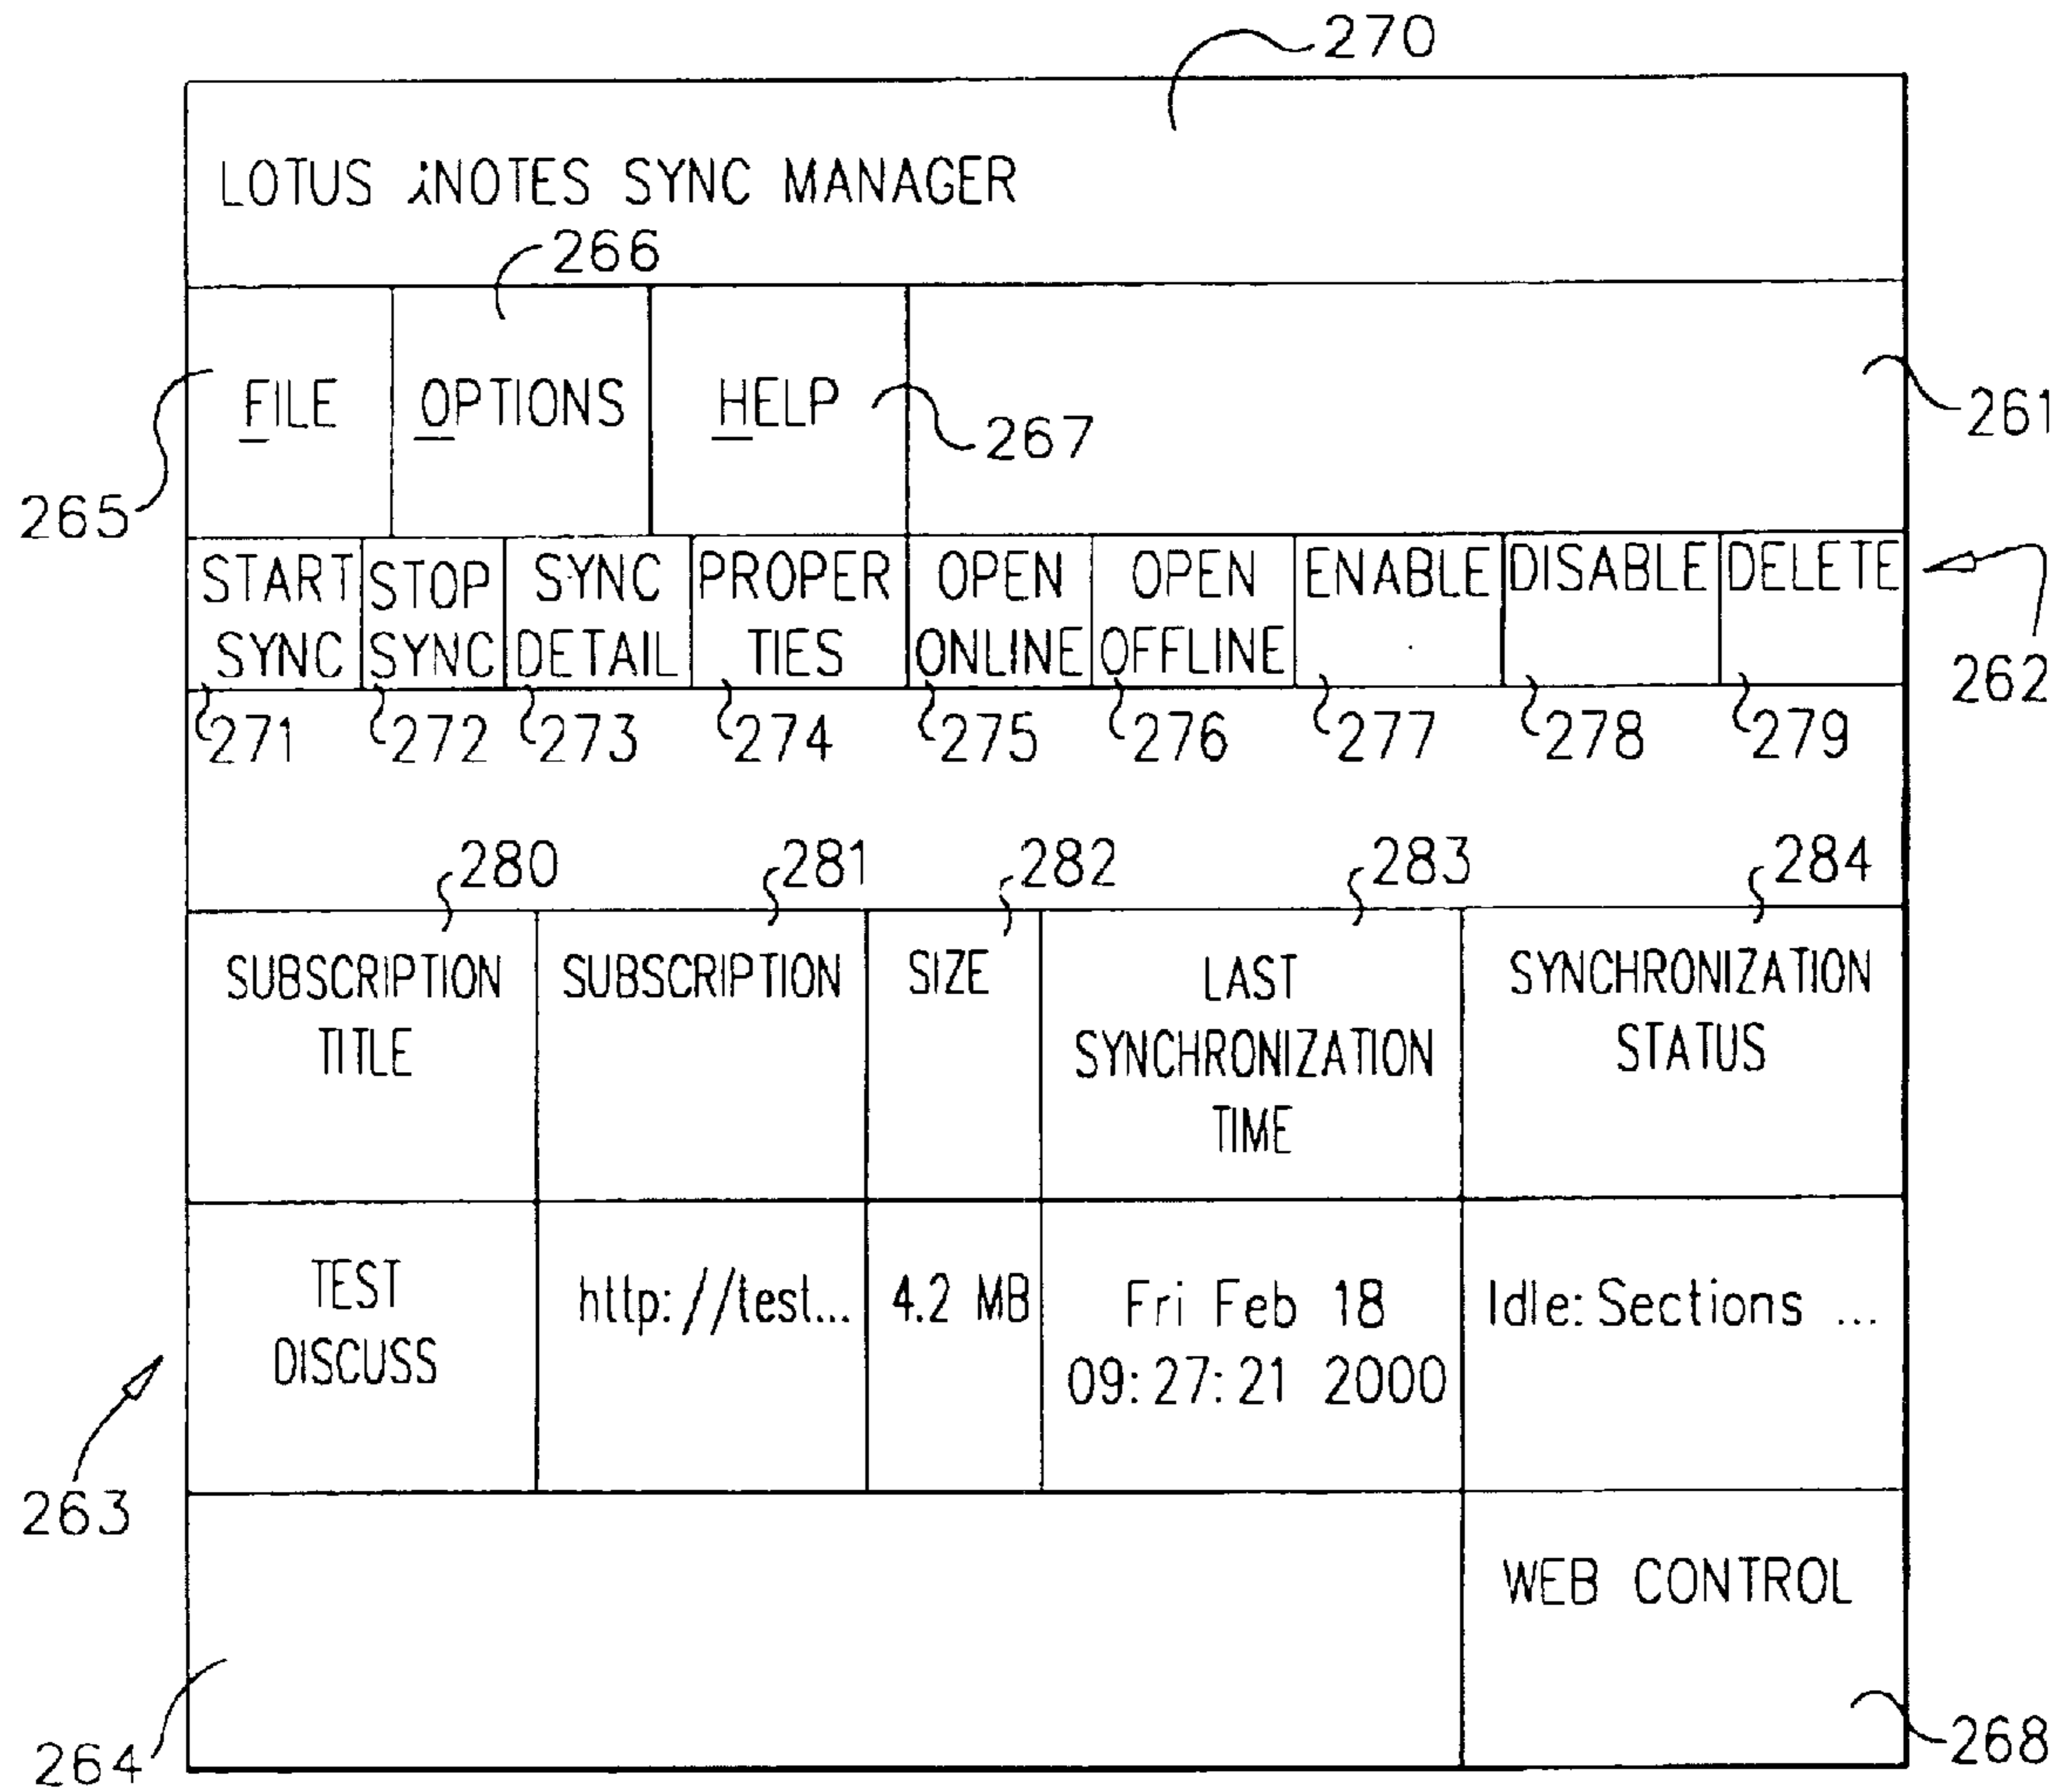 270
LOTUS iNOTES SYNC MANAGER
266
FILE OPTIONS HELP
267
261
265
START SYNC
STOP SYNC
SYNC DETAIL
PROPER TIES
OPEN ONLINE
OPEN OFFLINE
ENABLE
DISABLE
DELETE
262
271 272 273 274 275 276 277 278 279
280 281 282 283 284
SUBSCRIPTION TITLE
SUBSCRIPTION
SIZE
LAST SYNCHRONIZATION TIME
SYNCHRONIZATION STATUS
TEST DISCUSS
http://test...
4.2 MB
Fri Feb 18
09:27:21 2000
Idle: Sections ...
263
WEB CONTROL
264
268